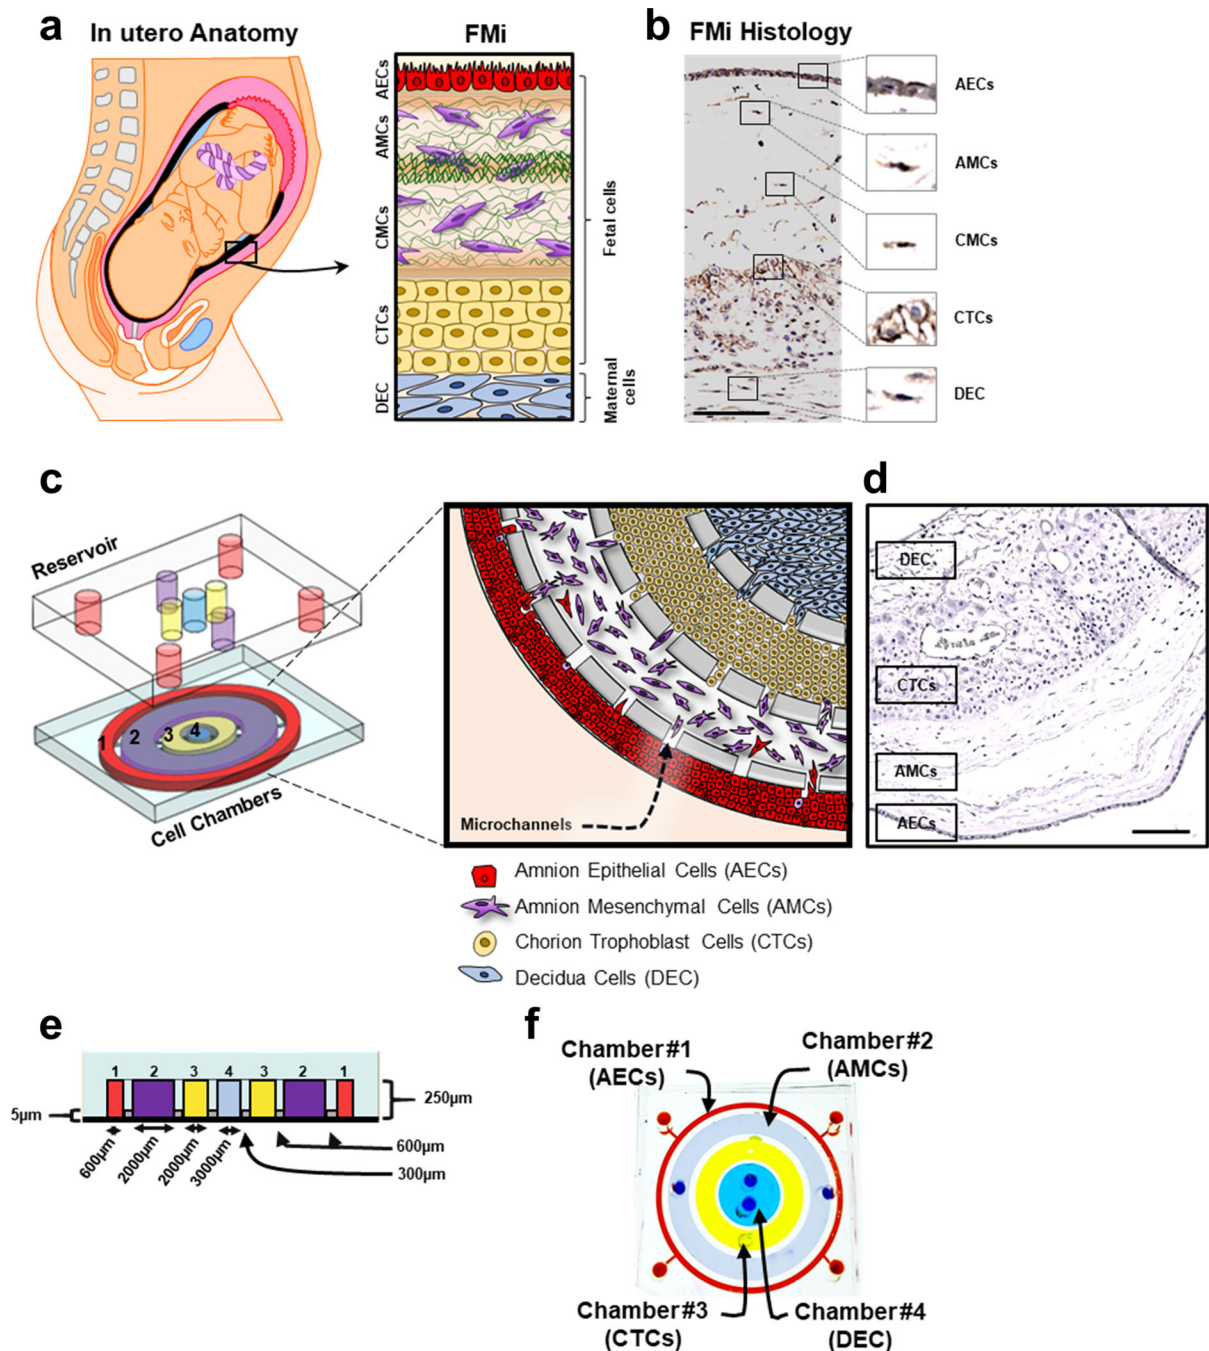 a
In utero Anatomy
FMi
AECs
AMCs
CMCs
CTCs
DEC
Fetal cells
Maternal
cells
b
FMi Histology
AECs
AMCs
CMCs
CTCs
DEC
c
Reservoir
1 2 3 4
Cell Chambers
Microchannels
Amnion Epithelial Cells (AECs)
Amnion Mesenchymal Cells (AMCs)
Chorion Trophoblast Cells (CTCs)
Decidua Cells (DEC)
d
DEC
CTCs
AMCs
AECs
e
1 2 3 4 3 2 1
5µm
250µm
600µm
2000µm
2000µm
3000µm
600µm
300µm
f
Chamber#1
(AECs)
Chamber#2
(AMCs)
Chamber#3
(CTCs)
Chamber#4
(DEC)